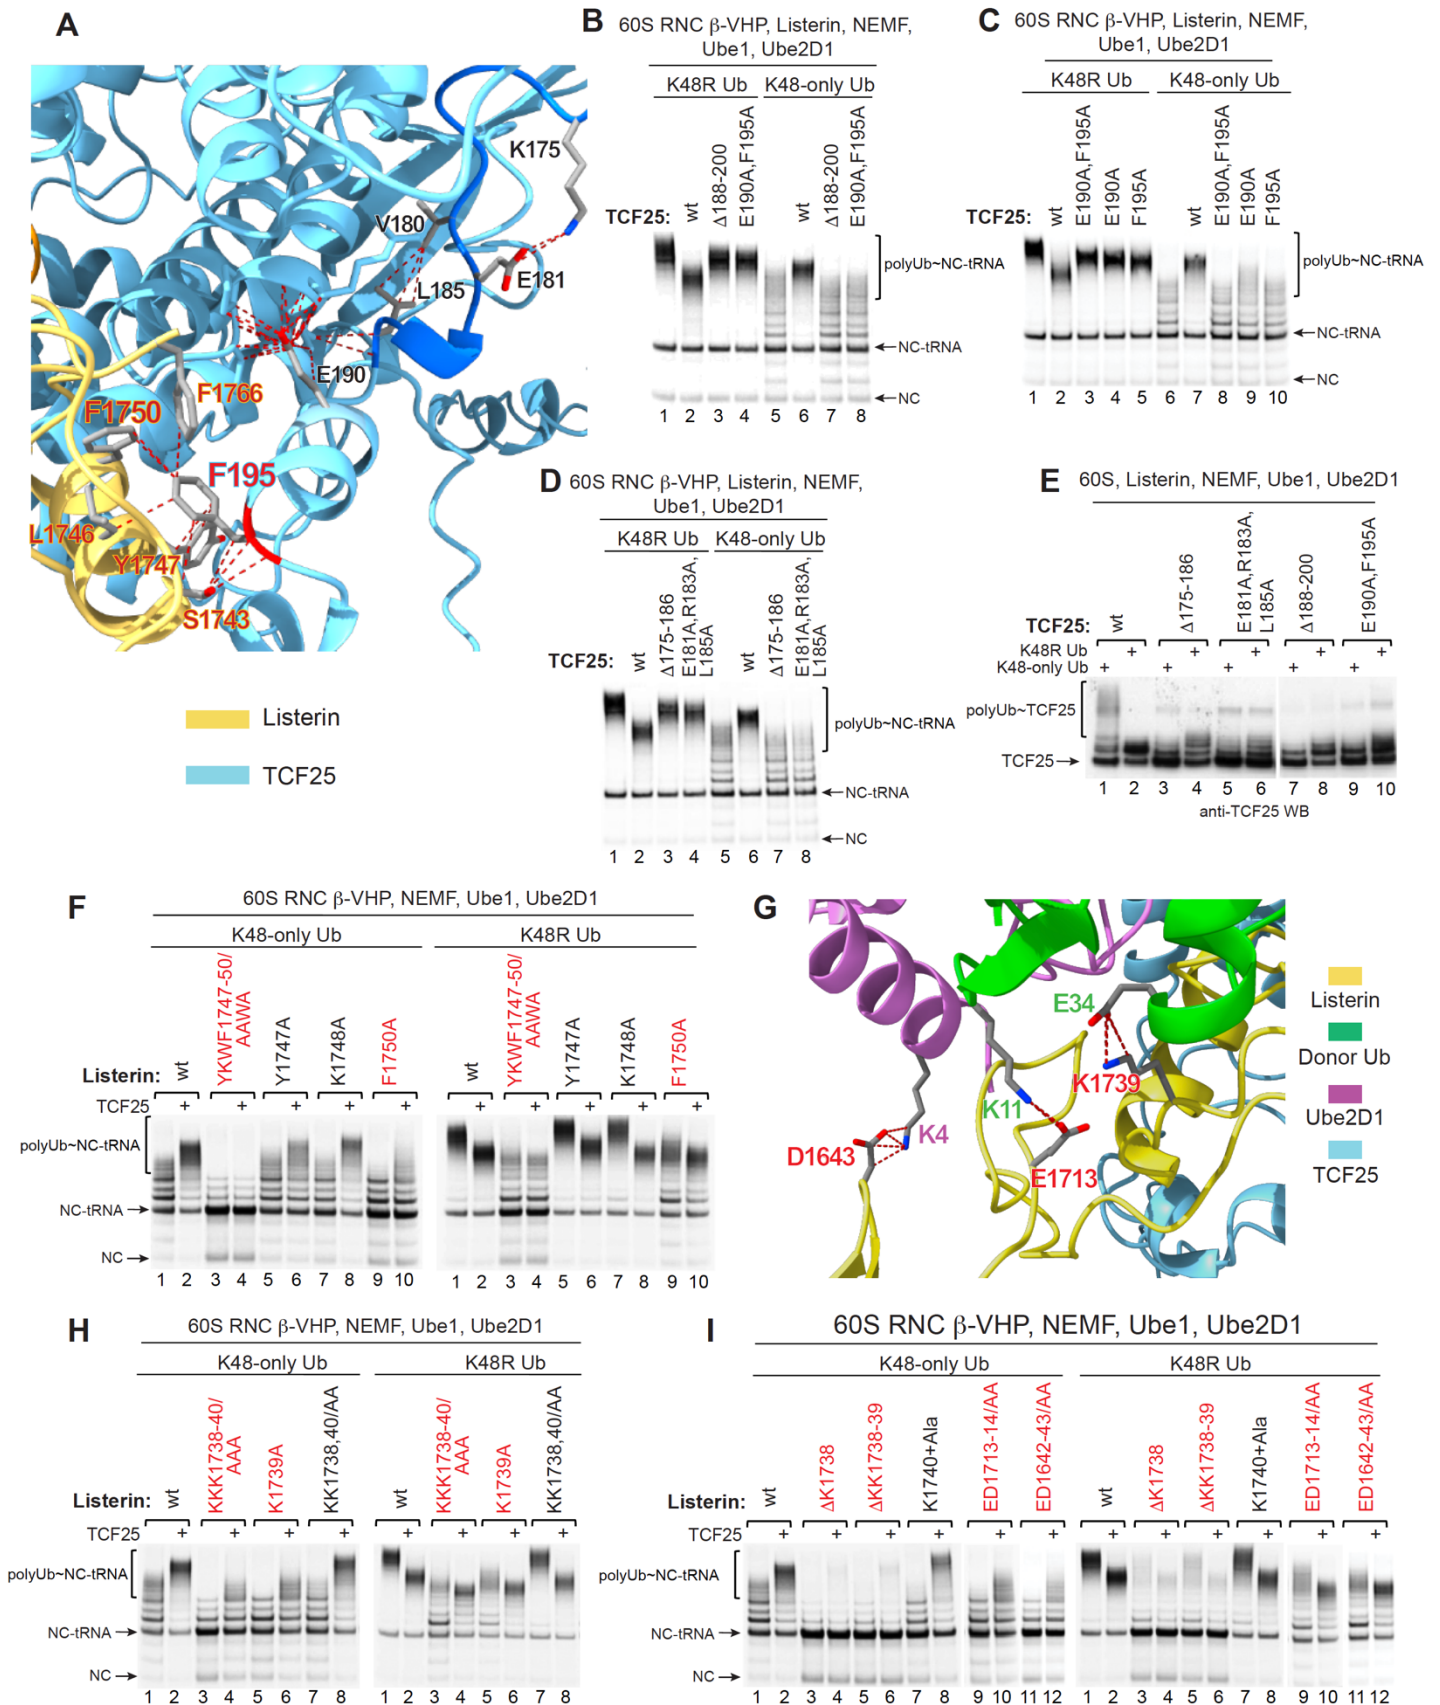 A
K175
V180
E181
L185
E190
F1766
F1750
F195
L1746
Y1747
S1743
Listerin
TCF25
B
60S RNC β-VHP, Listerin, NEMF,
Ube1, Ube2D1
K48R Ub K48-only Ub
TCF25: wt Δ188-200 E190A,F195A wt Δ188-200 E190A,F195A
polyUb~NC-tRNA
NC-tRNA
NC
1 2 3 4 5 6 7 8
C
60S RNC β-VHP, Listerin, NEMF,
Ube1, Ube2D1
K48R Ub K48-only Ub
TCF25: wt E190A,F195A E190A F195A wt E190A,F195A E190A F195A
polyUb~NC-tRNA
NC-tRNA
NC
1 2 3 4 5 6 7 8 9 10
D
60S RNC β-VHP, Listerin, NEMF,
Ube1, Ube2D1
K48R Ub K48-only Ub
TCF25: wt Δ175-186 E181A,R183A, L185A wt Δ175-186 E181A,R183A, L185A
polyUb~NC-tRNA
NC-tRNA
NC
1 2 3 4 5 6 7 8
E
60S, Listerin, NEMF, Ube1, Ube2D1
TCF25: wt Δ175-186 E181A,R183A, L185A Δ188-200 E190A,F195A
K48R Ub + + + + +
K48-only Ub + + + + +
polyUb~TCF25
TCF25
1 2 3 4 5 6 7 8 9 10
anti-TCF25 WB
F
60S RNC β-VHP, NEMF, Ube1, Ube2D1
K48-only Ub K48R Ub
Listerin: wt YKWF1747-50/ AAWA Y1747A K1748A F1750A wt YKWF1747-50/ AAWA Y1747A K1748A F1750A
TCF25 + + + + + + + + + +
polyUb~NC-tRNA
NC-tRNA
NC
1 2 3 4 5 6 7 8 9 10 1 2 3 4 5 6 7 8 9 10
G
E34
K1739
K11
K4
D1643
E1713
Listerin
Donor Ub
Ube2D1
TCF25
H
60S RNC β-VHP, NEMF, Ube1, Ube2D1
K48-only Ub K48R Ub
Listerin: wt KKK1738-40/ AAA K1739A KK1738,40/AA wt KKK1738-40/ AAA K1739A KK1738,40/AA
TCF25 + + + + + + + +
polyUb~NC-tRNA
NC-tRNA
NC
1 2 3 4 5 6 7 8 1 2 3 4 5 6 7 8
I
60S RNC β-VHP, NEMF, Ube1, Ube2D1
K48-only Ub K48R Ub
Listerin: wt ΔK1738 ΔKK1738-39 K1740+Ala ED1713-14/AA ED1642-43/AA wt ΔK1738 ΔKK1738-39 K1740+Ala ED1713-14/AA ED1642-43/AA
TCF25 + + + + + + + + + + + +
polyUb~NC-tRNA
NC-tRNA
NC
1 2 3 4 5 6 7 8 9 10 11 12 1 2 3 4 5 6 7 8 9 10 11 12